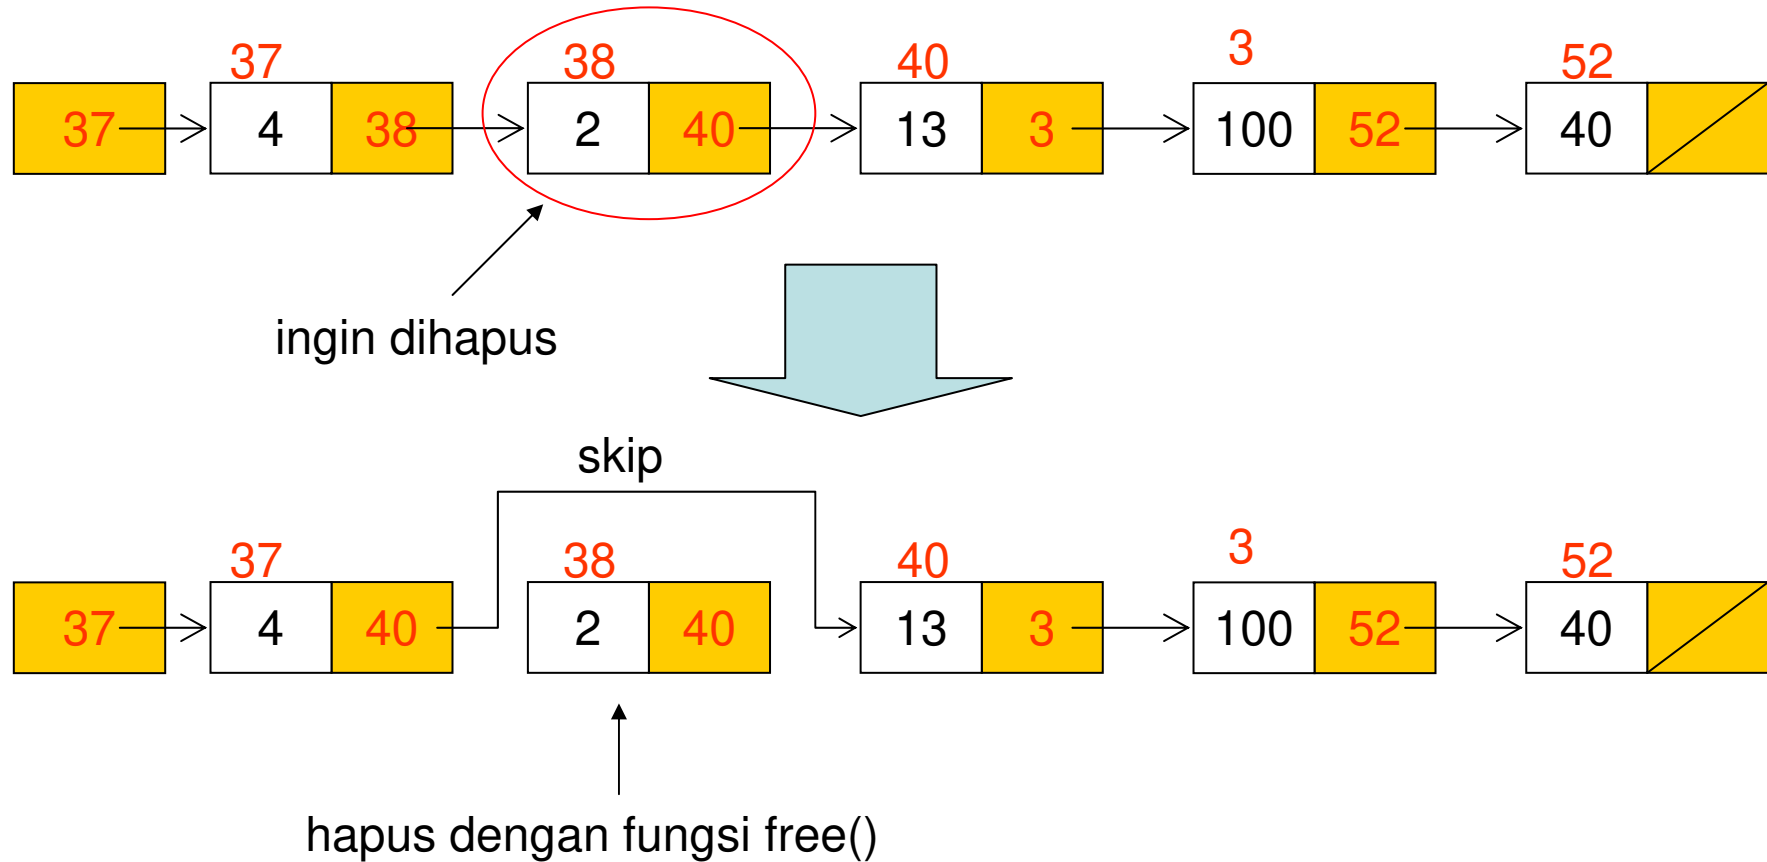 37 38 40 3 52
37 4 38 2 40 13 3 100 52 40
ingin dihapus
skip
37 38 40 3 52
37 4 40 2 40 13 3 100 52 40
hapus dengan fungsi free()